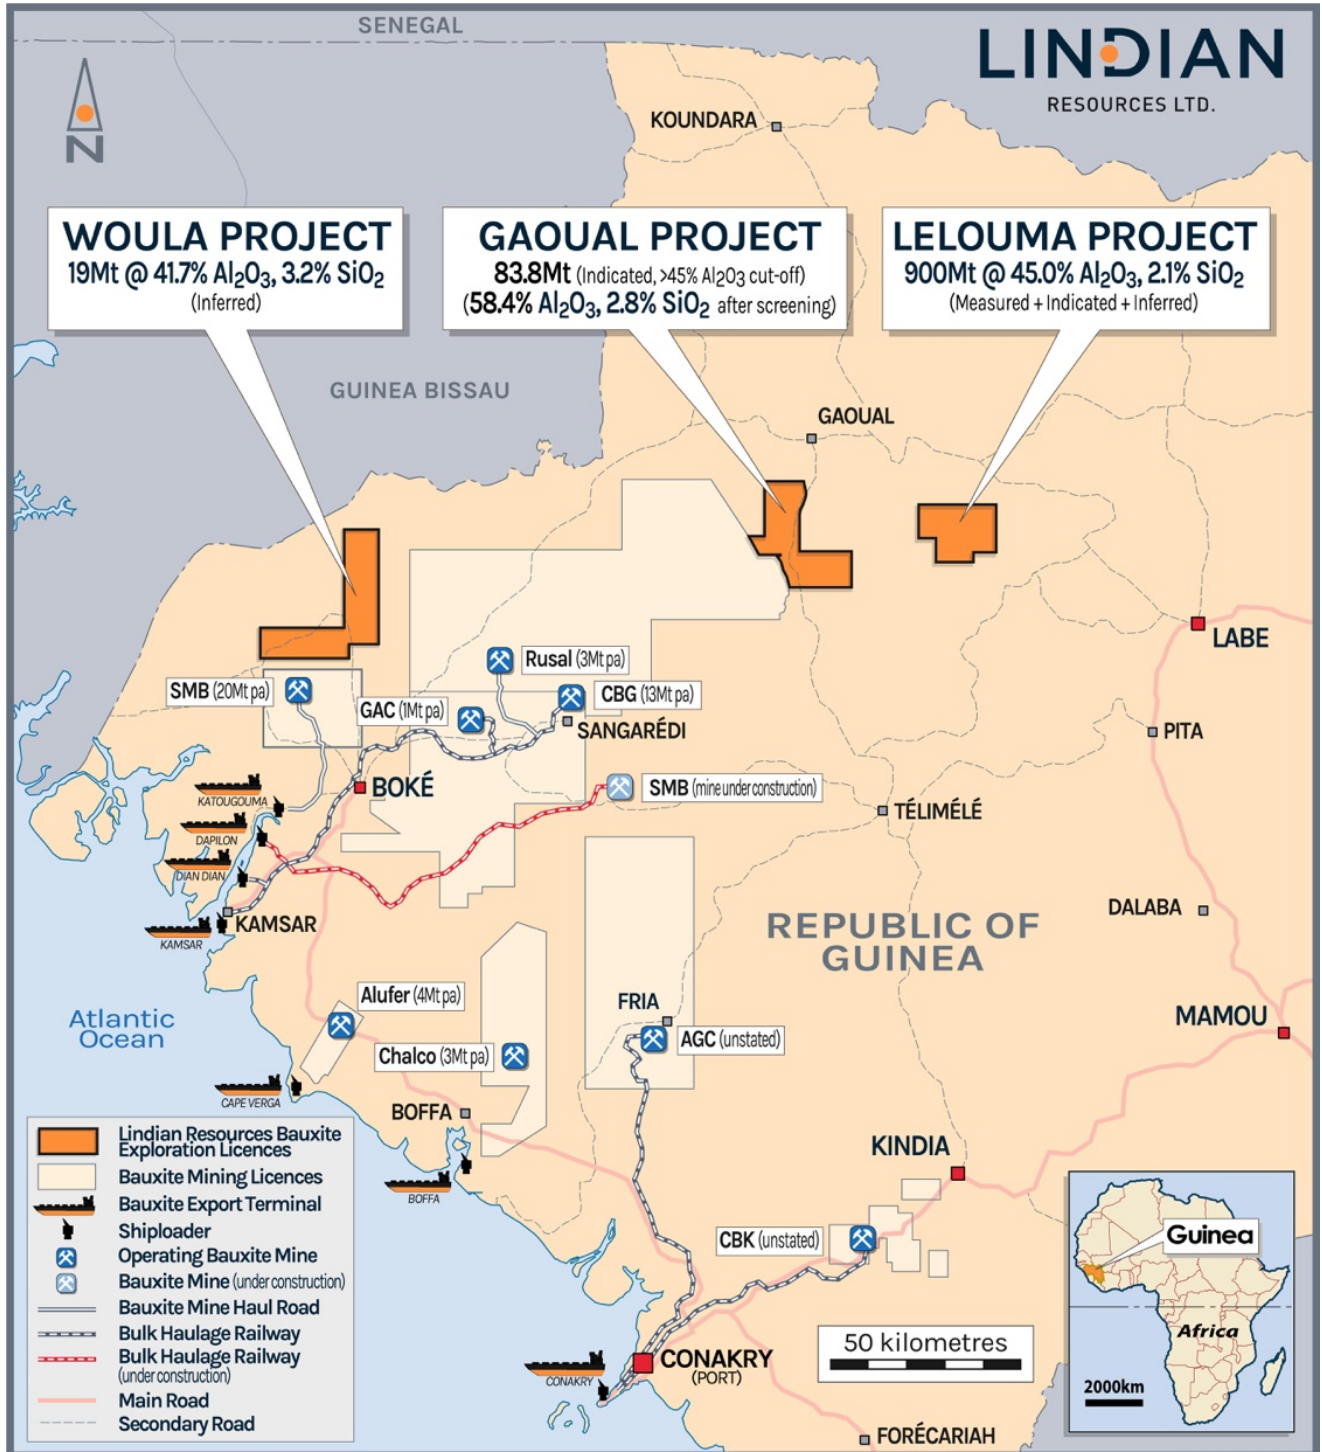 SENEGAL
LINDIAN
RESOURCES LTD.
N
KOUNDARA
WOULA PROJECT
19Mt @ 41.7% Al₂O₃, 3.2% SiO₂
(Inferred)
GAOUAL PROJECT
83.8Mt (Indicated, >45% Al₂O₃ cut-off)
(58.4% Al₂O₃, 2.8% SiO₂ after screening)
LELOUMA PROJECT
900Mt @ 45.0% Al₂O₃, 2.1% SiO₂
(Measured + Indicated + Inferred)
GUINEA BISSAU
GAOUAL
LABE
Rusal (3Mt pa)
SMB (20Mt pa)
CBG (13Mt pa)
GAC (1Mt pa)
SANGARÉDI
PITA
BOKÉ
SMB (mine under construction)
KATOUGOUMA
TÉLIMÉLÉ
DAPILON
DIAN DIAN
KAMSAR
KAMSAR
DALABA
REPUBLIC OF
GUINEA
Alufer (4Mt pa)
FRIA
MAMOU
Atlantic
Ocean
AGC (unstated)
Chalco (3Mt pa)
CAPE VERGA
BOFFA
KINDIA
BOFFA
CBK (unstated)
CONAKRY
(PORT)
CONAKRY
FORÉCARIAH
50 kilometres
Lindian Resources Bauxite
Exploration Licences
Bauxite Mining Licences
Bauxite Export Terminal
Shiploader
Operating Bauxite Mine
Bauxite Mine (under construction)
Bauxite Mine Haul Road
Bulk Haulage Railway
Bulk Haulage Railway
(under construction)
Main Road
Secondary Road
Guinea
Africa
2000km